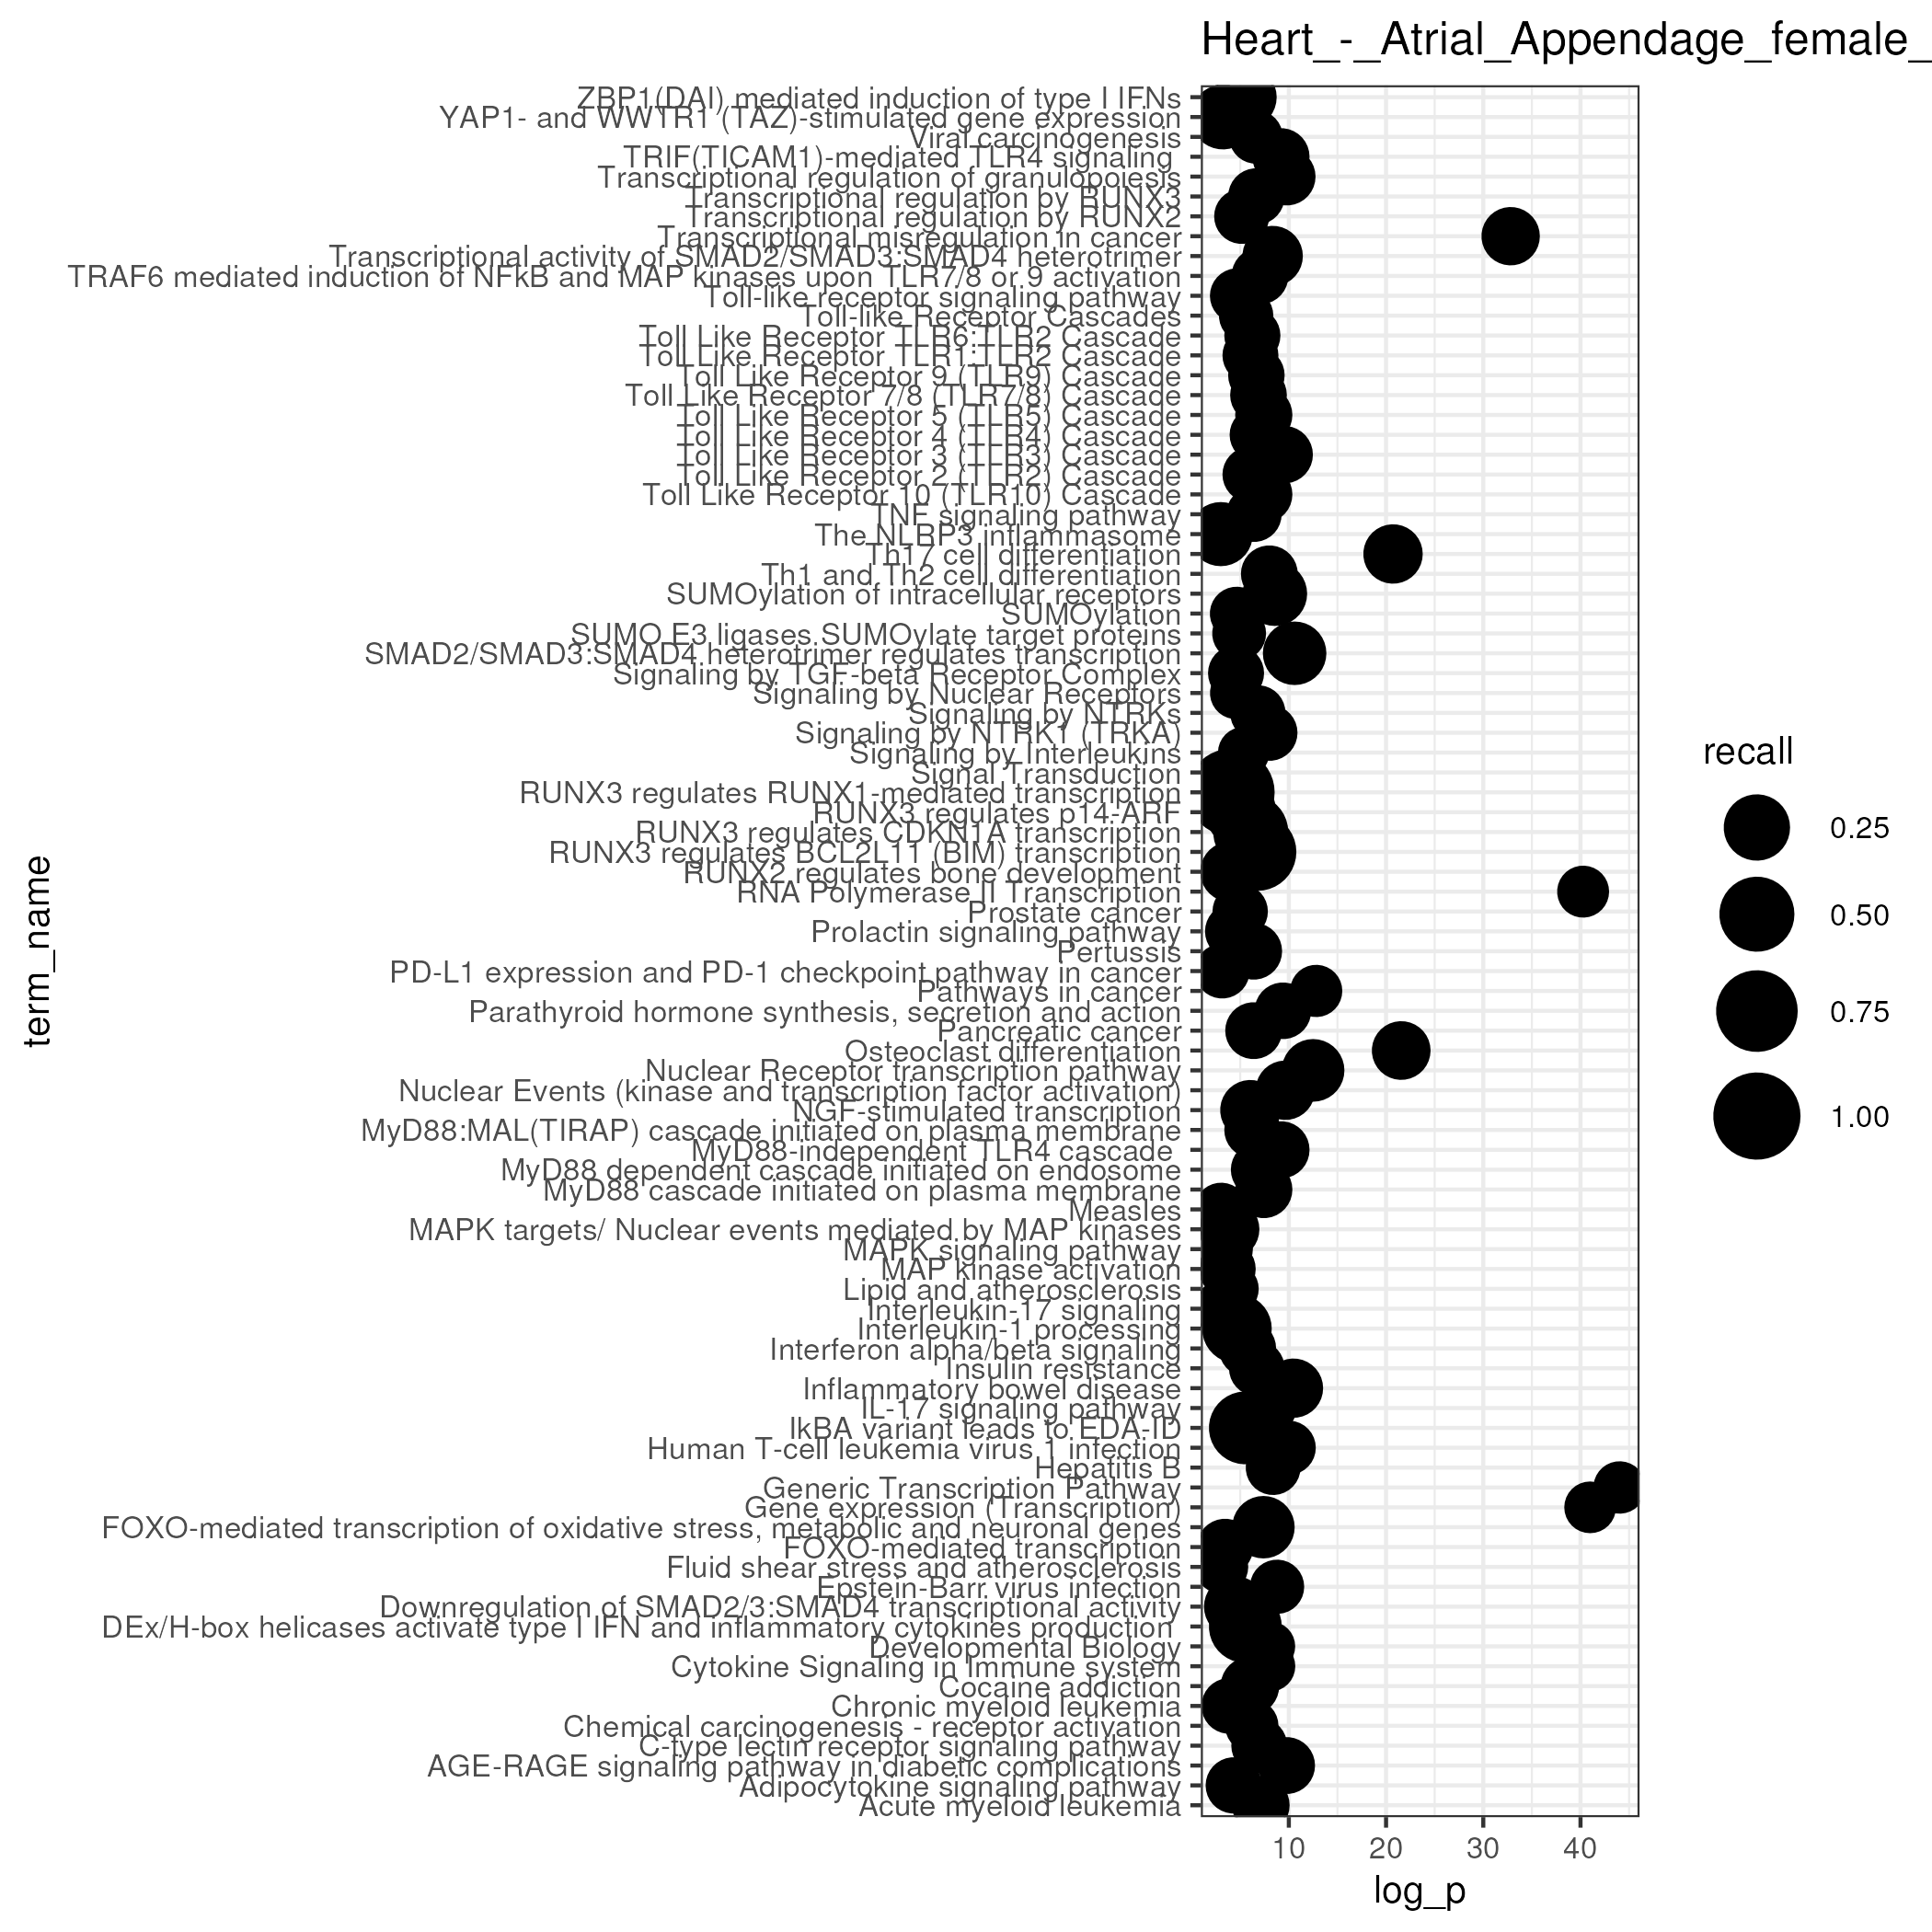 Heart_-_Atrial_Appendage_female_
ZBP1(DAI) mediated induction of type I IFNs
YAP1- and WWTR1 (TAZ)-stimulated gene expression
Viral carcinogenesis
TRIF(TICAM1)-mediated TLR4 signaling
Transcriptional regulation of granulopoiesis
Transcriptional regulation by RUNX3
Transcriptional regulation by RUNX2
Transcriptional misregulation in cancer
Transcriptional activity of SMAD2/SMAD3:SMAD4 heterotrimer
TRAF6 mediated induction of NFkB and MAP kinases upon TLR7/8 or 9 activation
Toll-like receptor signaling pathway
Toll-like Receptor Cascades
Toll Like Receptor TLR6:TLR2 Cascade
Toll Like Receptor TLR1:TLR2 Cascade
Toll Like Receptor 9 (TLR9) Cascade
Toll Like Receptor 7/8 (TLR7/8) Cascade
Toll Like Receptor 5 (TLR5) Cascade
Toll Like Receptor 4 (TLR4) Cascade
Toll Like Receptor 3 (TLR3) Cascade
Toll Like Receptor 2 (TLR2) Cascade
Toll Like Receptor 10 (TLR10) Cascade
TNF signaling pathway
The NLRP3 inflammasome
Th17 cell differentiation
Th1 and Th2 cell differentiation
SUMOylation of intracellular receptors
SUMOylation
SUMO E3 ligases SUMOylate target proteins
SMAD2/SMAD3:SMAD4 heterotrimer regulates transcription
Signaling by TGF-beta Receptor Complex
Signaling by Nuclear Receptors
Signaling by NTRKs
Signaling by NTRK1 (TRKA)
Signaling by Interleukins
Signal Transduction
RUNX3 regulates RUNX1-mediated transcription
RUNX3 regulates p14-ARF
RUNX3 regulates CDKN1A transcription
RUNX3 regulates BCL2L11 (BIM) transcription
RUNX2 regulates bone development
RNA Polymerase II Transcription
Prostate cancer
Prolactin signaling pathway
Pertussis
PD-L1 expression and PD-1 checkpoint pathway in cancer
Pathways in cancer
Parathyroid hormone synthesis, secretion and action
Pancreatic cancer
Osteoclast differentiation
Nuclear Receptor transcription pathway
Nuclear Events (kinase and transcription factor activation)
NGF-stimulated transcription
MyD88:MAL(TIRAP) cascade initiated on plasma membrane
MyD88-independent TLR4 cascade
MyD88 dependent cascade initiated on endosome
MyD88 cascade initiated on plasma membrane
Measles
MAPK targets/ Nuclear events mediated by MAP kinases
MAPK signaling pathway
MAP kinase activation
Lipid and atherosclerosis
Interleukin-17 signaling
Interleukin-1 processing
Interferon alpha/beta signaling
Insulin resistance
Inflammatory bowel disease
IL-17 signaling pathway
IkBA variant leads to EDA-ID
Human T-cell leukemia virus 1 infection
Hepatitis B
Generic Transcription Pathway
Gene expression (Transcription)
FOXO-mediated transcription of oxidative stress, metabolic and neuronal genes
FOXO-mediated transcription
Fluid shear stress and atherosclerosis
Epstein-Barr virus infection
Downregulation of SMAD2/3:SMAD4 transcriptional activity
DEx/H-box helicases activate type I IFN and inflammatory cytokines production
Developmental Biology
Cytokine Signaling in Immune system
Cocaine addiction
Chronic myeloid leukemia
Chemical carcinogenesis - receptor activation
C-type lectin receptor signaling pathway
AGE-RAGE signaling pathway in diabetic complications
Adipocytokine signaling pathway
Acute myeloid leukemia
term_name
10 20 30 40
log_p
recall
0.25
0.50
0.75
1.00